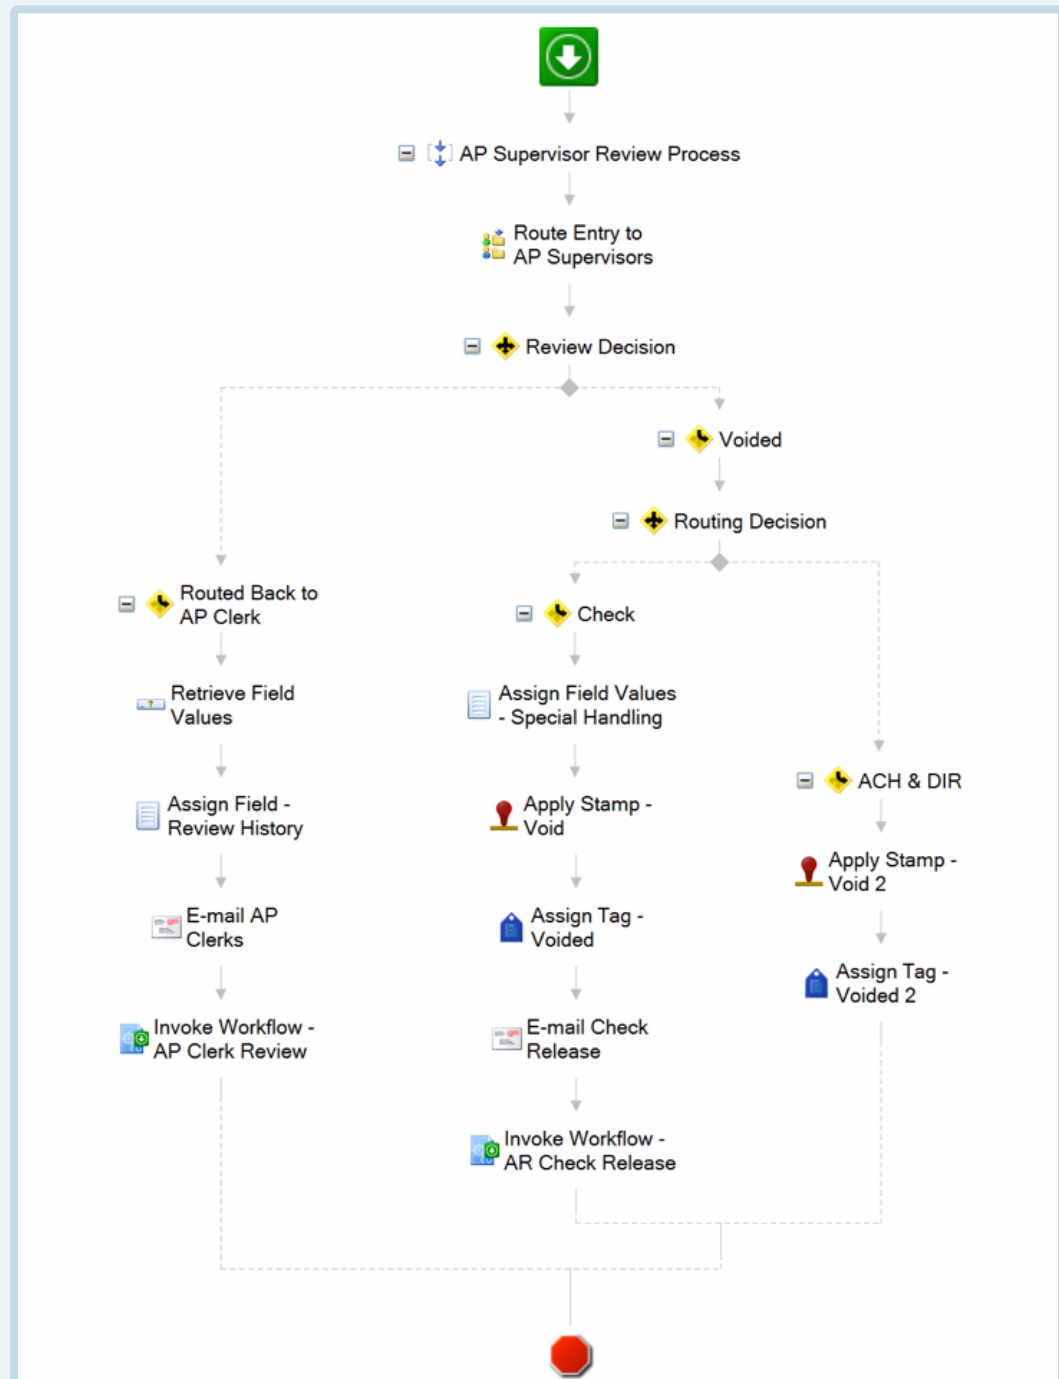 AP Supervisor Review Process
Route Entry to
AP Supervisors
Review Decision
Voided
Routing Decision
Routed Back to
AP Clerk
Retrieve Field
Values
Assign Field -
Review History
E-mail AP
Clerks
Invoke Workflow -
AP Clerk Review
Check
Assign Field Values
- Special Handling
Apply Stamp -
Void
Assign Tag -
Voided
E-mail Check
Release
Invoke Workflow -
AR Check Release
ACH & DIR
Apply Stamp -
Void 2
Assign Tag -
Voided 2